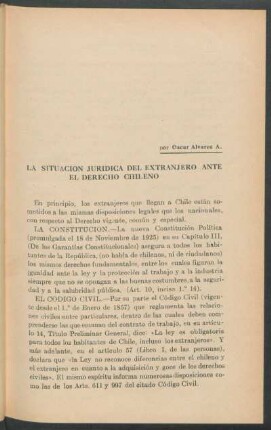 por Oscar Alvarez A.
LA SITUACION JURIDICA DEL EXTRANJERO ANTE
EL DERECHO CHILENO
En principio, los extranjeros que llegan a Chile están so-
metidos a las mismas disposiciones legales que los nacionales,
con respecto al Derecho vigente, común y especial.
LA CONSTITUCION.—La nueva Constitución Política
(promulgada el 18 de Noviembre de 1925) en su Capítulo III,
(De las Garantías Constitucionales) asegura a todos los habi-
tantes de la República, (no habla de chilenos, ni de ciudadanos)
los mismos derechos fundamentales, entre los cuales figuran la
igualdad ante la ley y la protección al trabajo y a la industria
siempre que no se opongan a las buenas costumbres, a la seguri-
dad y a la salubridad pública. (Art. 10, inciso 1.° 14).
EL CODIGO CIVIL.—Por su parte el Código Civil (vigen-
te desde el 1.° de Enero de 1857) que reglamenta las relacio-
nes civiles entre particulares, dentro de las cuales deben com-
prenderse las que emanan del contrato de trabajo, en su artícu-
lo 14, Título Preliminar General, dice: «La ley es obligatoria
para todos los habitantes de Chile, incluso los extranjeros». Y
más adelante, en el artículo 57 (Libro I, de las personas),
declara que «la Ley no reconoce diferencias entre el chileno y
el extranjero en cuanto a la adquisición y goce de los derechos
civiles». El mismo espíritu informa numerosas disposiciones co-
mo las de los Arts. 611 y 997 del citado Código Civil.